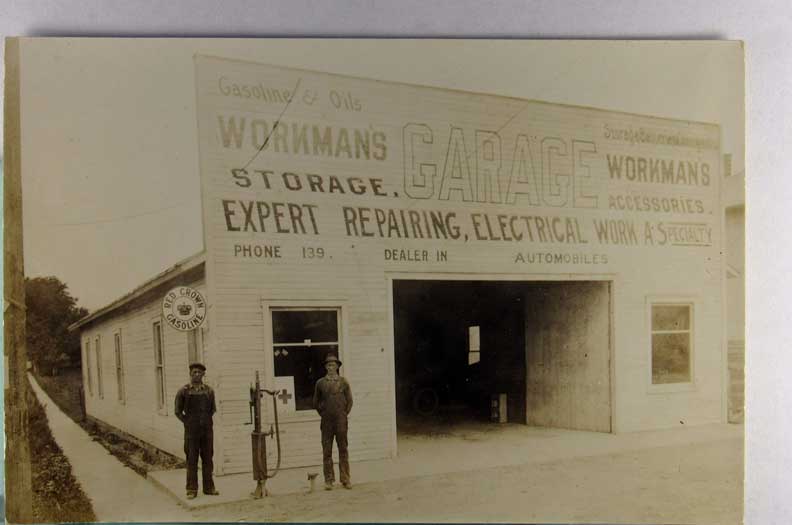 Gasoline & Oils
WORKMAN'S
STORAGE.
GARAGE
Storage
WORKMAN'S
ACCESSORIES.
EXPERT REPAIRING, ELECTRICAL WORK A SPECIALTY
PHONE 139. DEALER IN AUTOMOBILES
RED CROWN
GASOLINE